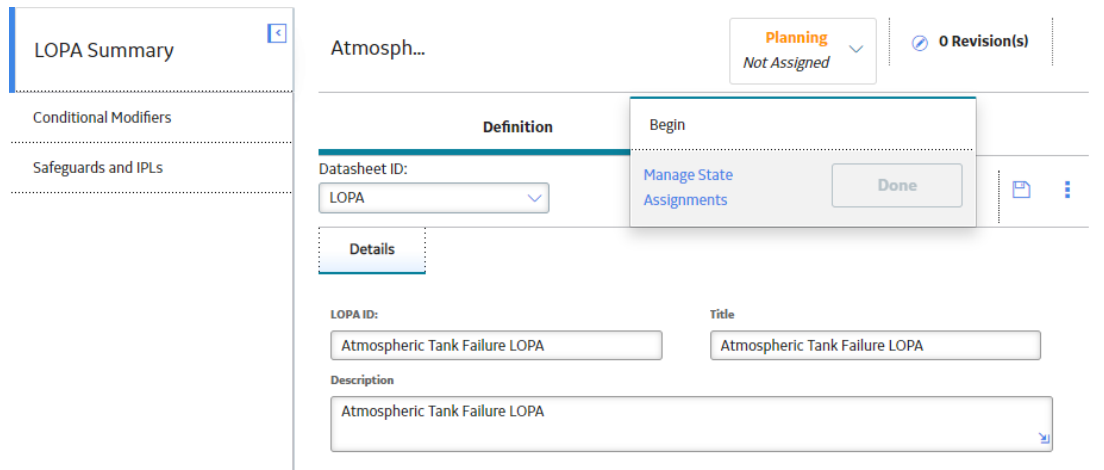 LOPA Summary
Conditional Modifiers
Safeguards and IPLs
Atmosph...
Planning
Not Assigned
0 Revision(s)
Definition
Begin
Manage State
Assignments
Done
Datasheet ID:
LOPA
Details
LOPA ID:
Title
Atmospheric Tank Failure LOPA
Atmospheric Tank Failure LOPA
Description
Atmospheric Tank Failure LOPA